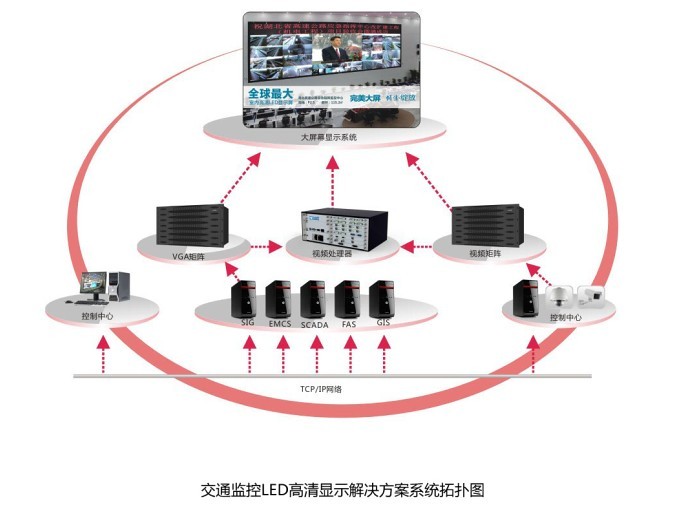 全球最大
完美大屏
大屏幕显示系统
VGA矩阵
视频处理器
视频矩阵
控制中心
SIG
EMCS
SCADA
FAS
GIS
控制中心
TCP/IP网络
交通监控LED高清显示解决方案系统拓扑图